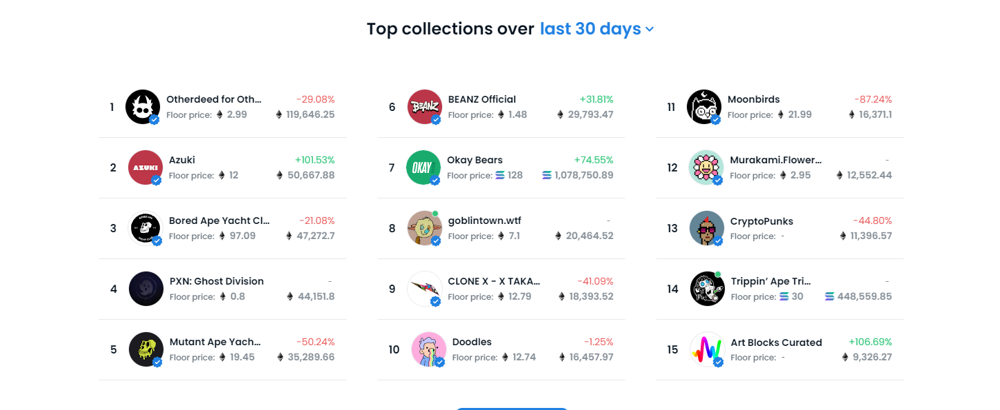 Top collections over last 30 days
1
Otherdeed for Oth...
-29.08%
Floor price: 2.99
119,646.25
2
AZUKI
Azuki
+101.53%
Floor price: 12
50,667.88
3
BORED APE
YACHT CLUB
Bored Ape Yacht Cl...
-21.08%
Floor price: 97.09
47,272.7
4
PXN: Ghost Division
-
Floor price: 0.8
44,151.8
5
Mutant Ape Yach...
-50.24%
Floor price: 19.45
35,289.66
6
BEANZ
BEANZ Official
+31.81%
Floor price: 1.48
29,793.47
7
OKAY
Okay Bears
+74.55%
Floor price: 128
1,078,750.89
8
goblintown.wtf
-
Floor price: 7.1
20,464.52
9
CLONE X - X TAKA...
-41.09%
Floor price: 12.79
18,393.52
10
Doodles
-1.25%
Floor price: 12.74
16,457.97
11
Moonbirds
-87.24%
Floor price: 21.99
16,371.1
12
Murakami.Flower...
-
Floor price: 2.95
12,552.44
13
CryptoPunks
-44.80%
Floor price: -
11,396.57
14
Trippin’ Ape Tri...
-
Floor price: 30
448,559.85
15
Art Blocks Curated
+106.69%
Floor price: -
9,326.27